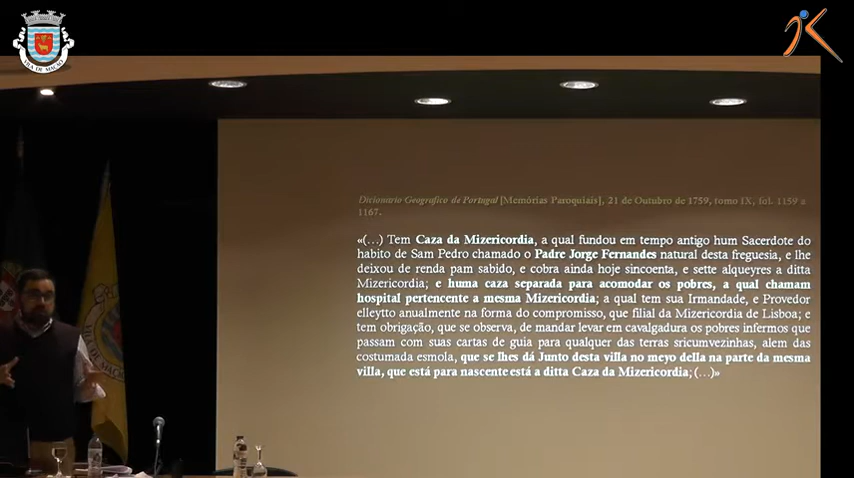 VILA DE MAÇÃO
Dicionário Geografico de Portugal [Memórias Paroquiais], 21 de Outubro de 1759, tomo IX, fol. 1159 a
1167.
«(…) Tem Caza da Mizericordia, a qual fundou em tempo antigo hum Sacerdote do
habito de Sam Pedro chamado o Padre Jorge Fernandes natural desta freguesia, e lhe
deixou de renda pam sabido, e cobra ainda hoje sincoenta, e sette alqueyres a ditta
Mizericordia; e huma caza separada para acomodar os pobres, a qual chamam
hospital pertencente a mesma Mizericordia; a qual tem sua Irmandade, e Provedor
elleytto anualmente na forma do compromisso, que filial da Mizericordia de Lisboa; e
tem obrigação, que se observa, de mandar levar em cavalgadura os pobres infermos que
passam com suas cartas de guia para qualquer das terras sricumvezinhas, alem das
costumada esmola, que se lhes dá Junto desta villa no meyo della na parte da mesma
villa, que está para nascente está a ditta Caza da Mizericordia; (…)»